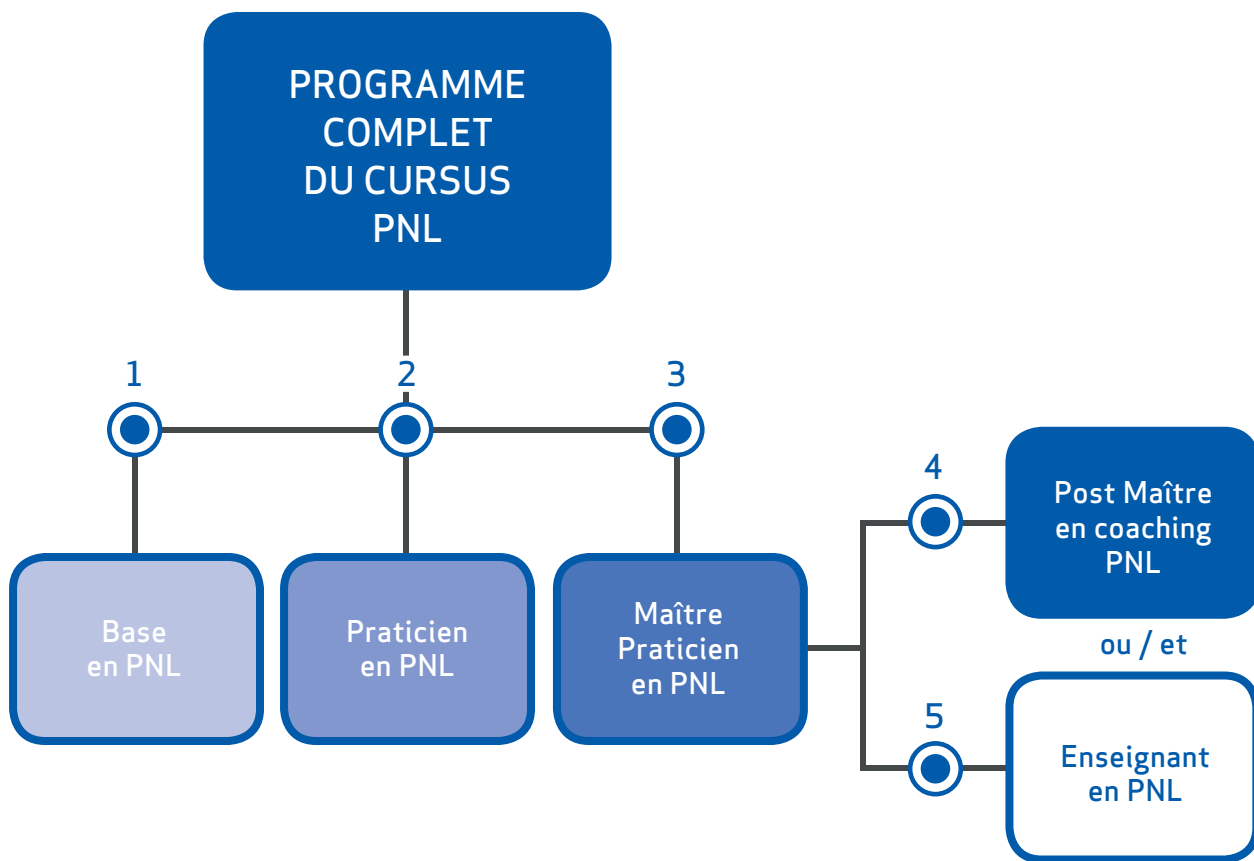 PROGRAMME
COMPLET
DU CURSUS
PNL
1
2
3
Base
en PNL
Praticien
en PNL
Maître
Praticien
en PNL
4
Post Maître
en coaching
PNL
ou / et
5
Enseignant
en PNL